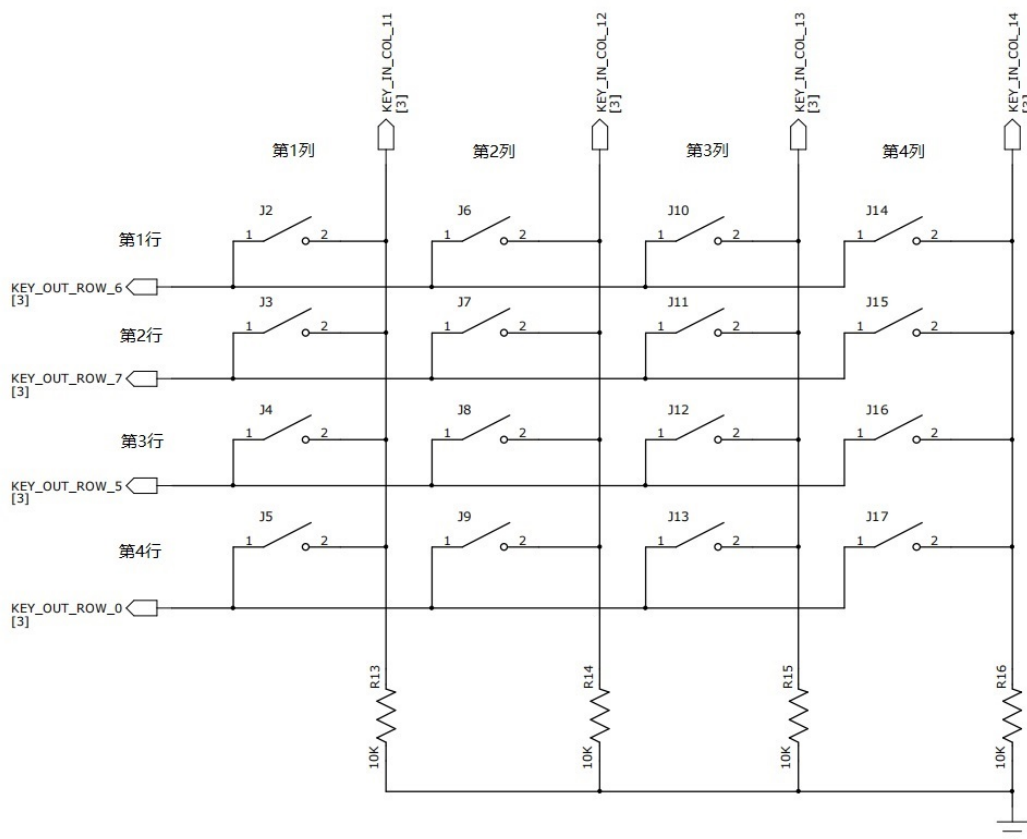 KEY_IN_COL_11
[3]
KEY_IN_COL_12
[3]
KEY_IN_COL_13
[3]
KEY_IN_COL_14
[3]
第1列 第2列 第3列 第4列
J2 J6 J10 J14
第1行 1 2 1 2 1 2 1 2
KEY_OUT_ROW_6
[3]
J3 J7 J11 J15
第2行 1 2 1 2 1 2 1 2
KEY_OUT_ROW_7
[3]
J4 J8 J12 J16
第3行 1 2 1 2 1 2 1 2
KEY_OUT_ROW_5
[3]
J5 J9 J13 J17
第4行 1 2 1 2 1 2 1 2
KEY_OUT_ROW_0
[3]
R13 R14 R15 R16
10K 10K 10K 10K